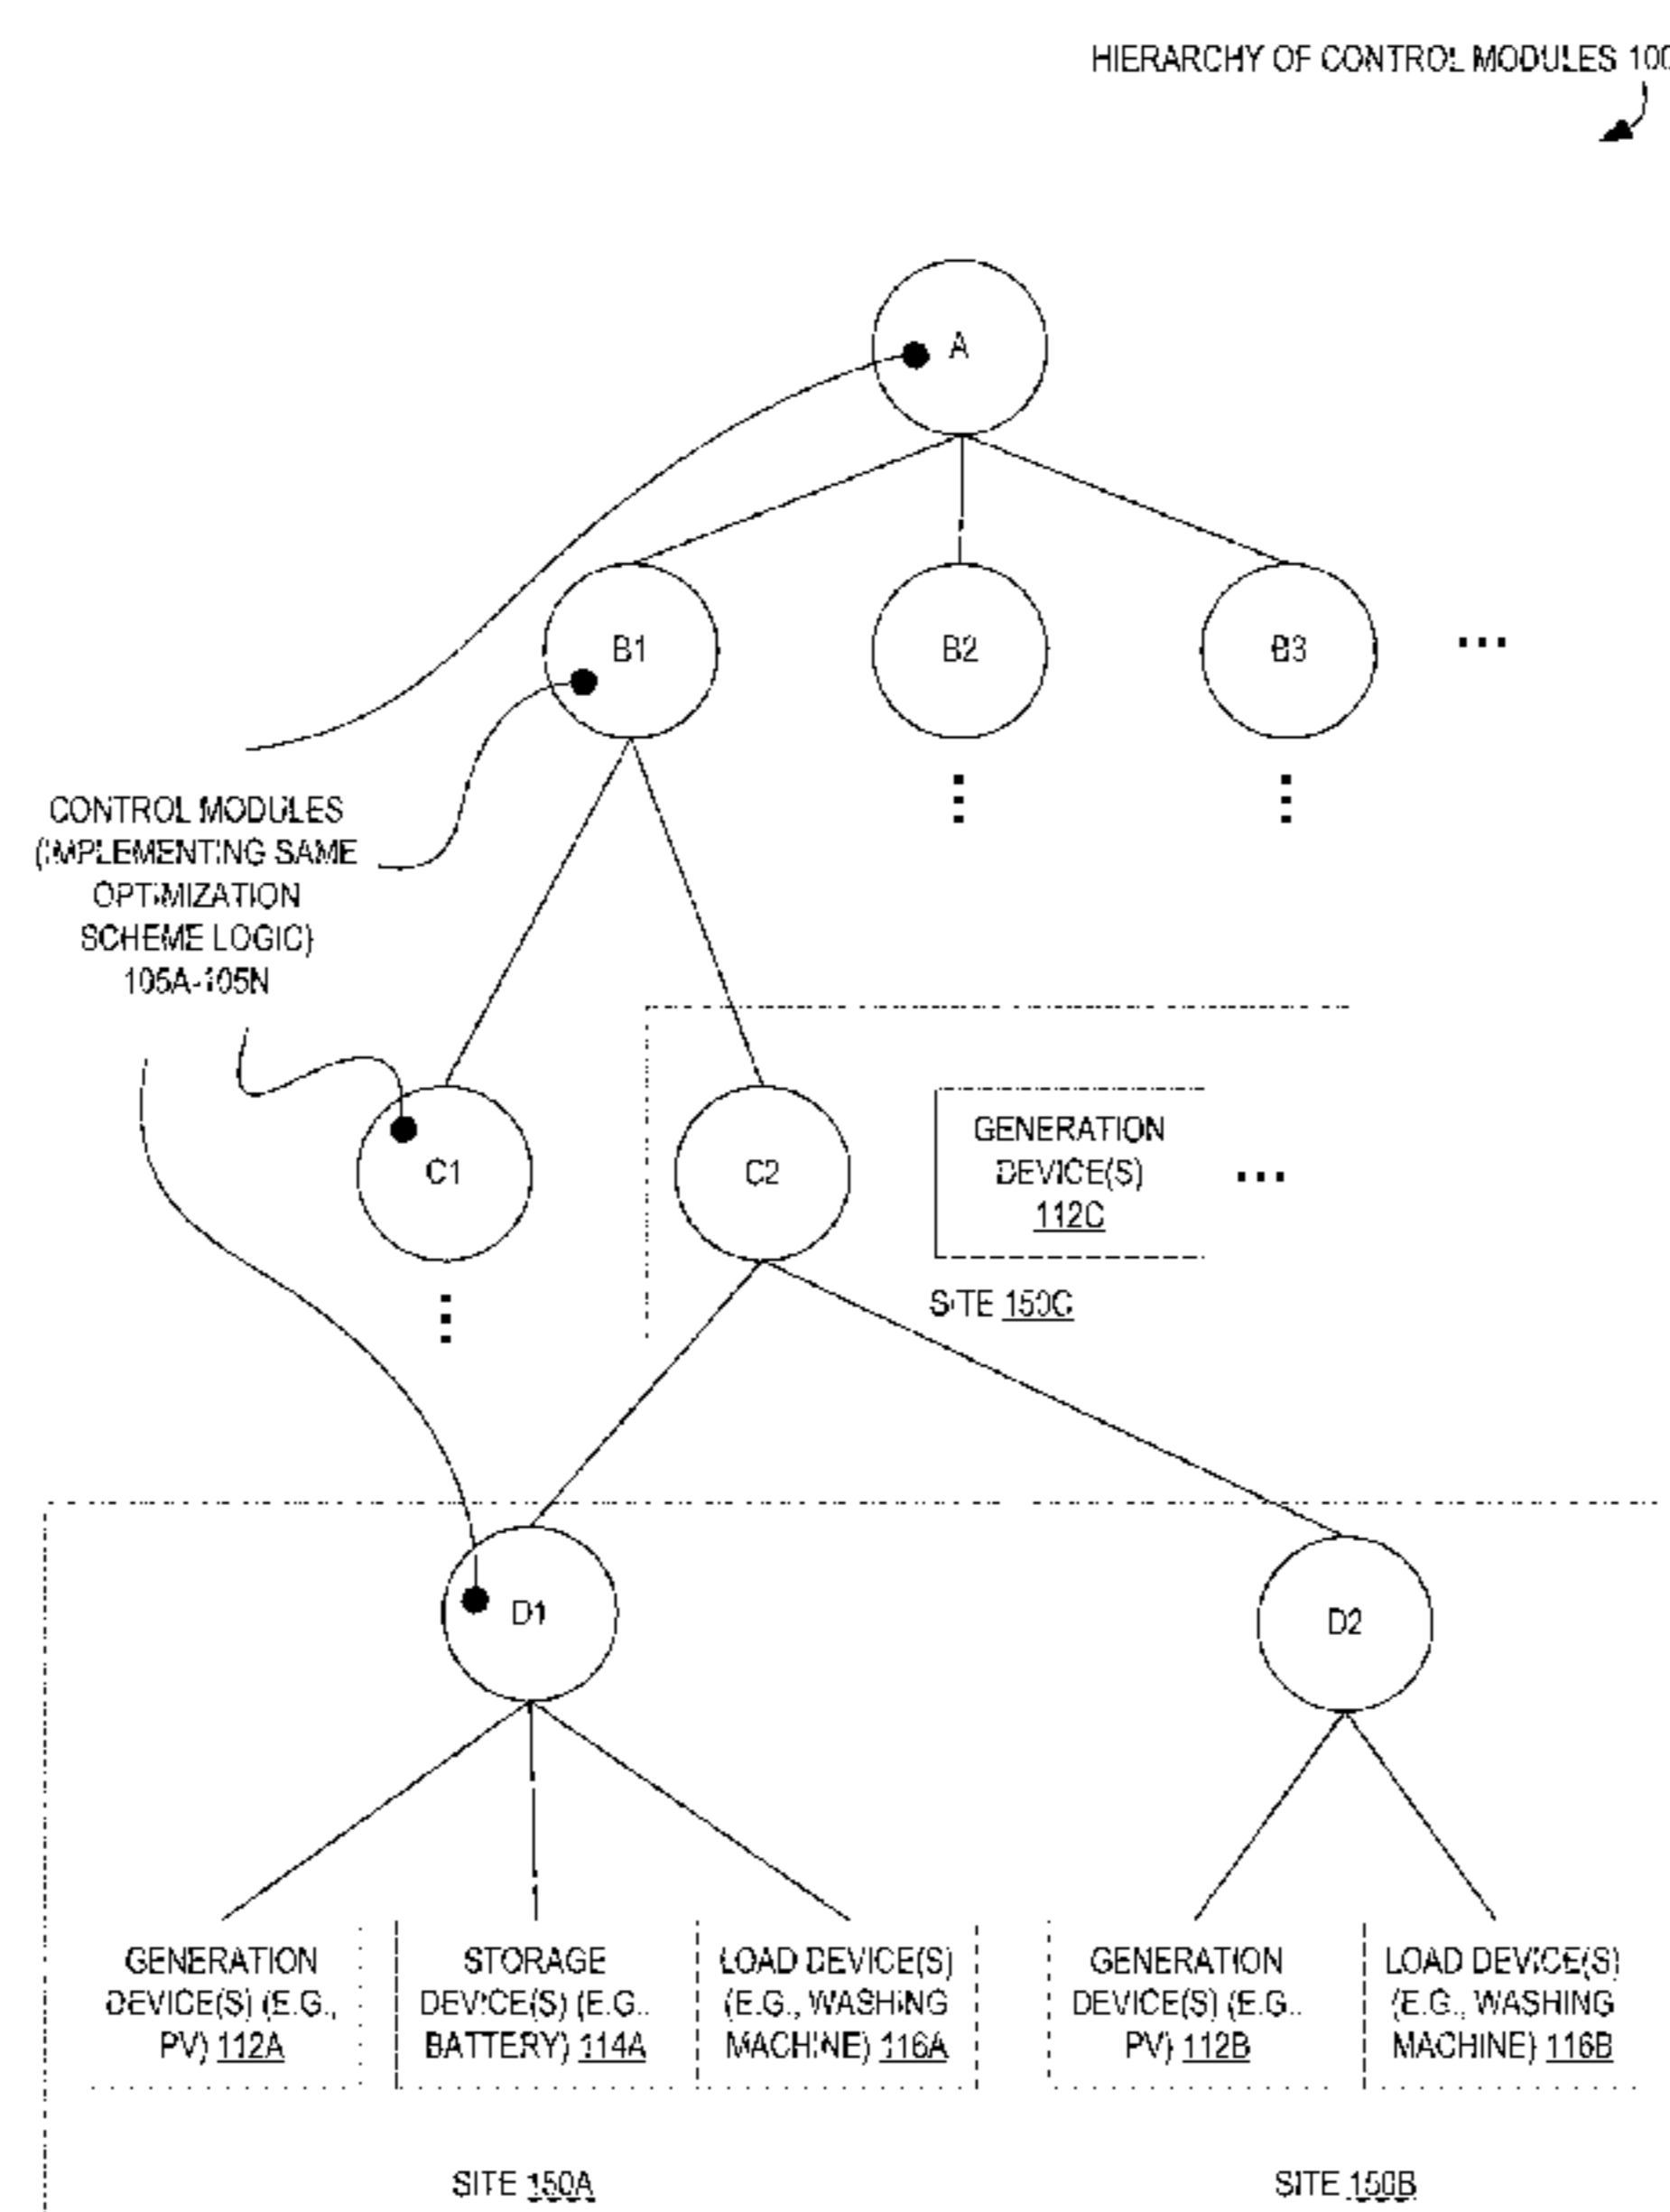 HIERARCHY OF CONTROL MODULES 100
A
B1
B2
B3
...
CONTROL MODULES
(IMPLEMENTING SAME
OPTIMIZATION
SCHEME LOGIC)
105A-105N
C1
C2
GENERATION
DEVICE(S)
112C
...
SITE 150C
D1
D2
GENERATION
DEVICE(S) (E.G.,
PV) 112A
STORAGE
DEVICE(S) (E.G.,
BATTERY) 114A
LOAD DEVICE(S)
(E.G., WASHING
MACHINE) 116A
GENERATION
DEVICE(S) (E.G.,
PV) 112B
LOAD DEVICE(S)
(E.G., WASHING
MACHINE) 116B
SITE 150A
SITE 150B